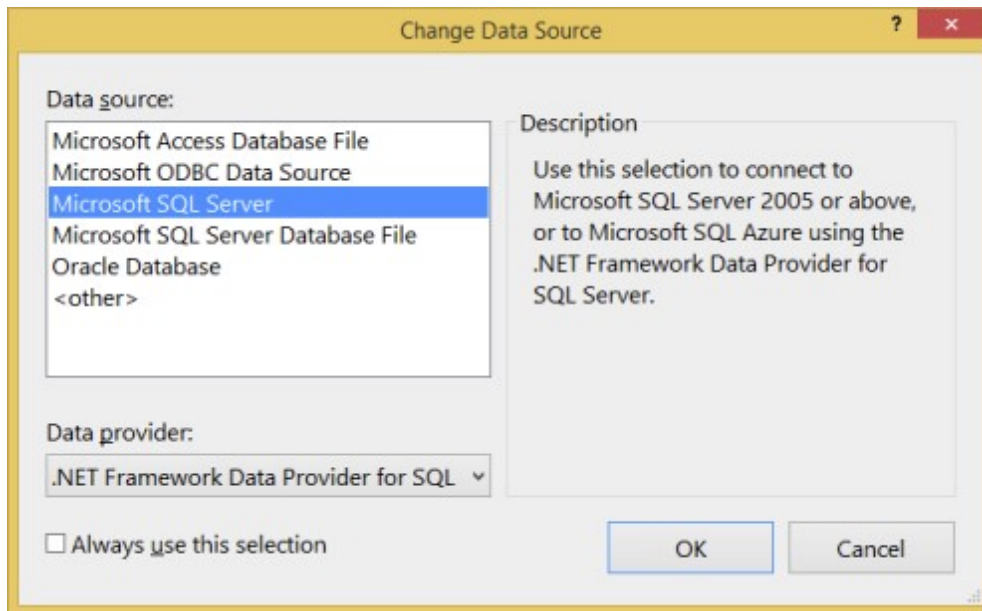 Change Data Source
?
Data source:
Microsoft Access Database File
Microsoft ODBC Data Source
Microsoft SQL Server
Microsoft SQL Server Database File
Oracle Database
<other>
Description
Use this selection to connect to
Microsoft SQL Server 2005 or above,
or to Microsoft SQL Azure using the
.NET Framework Data Provider for
SQL Server.
Data provider:
.NET Framework Data Provider for SQL
Always use this selection
OK
Cancel